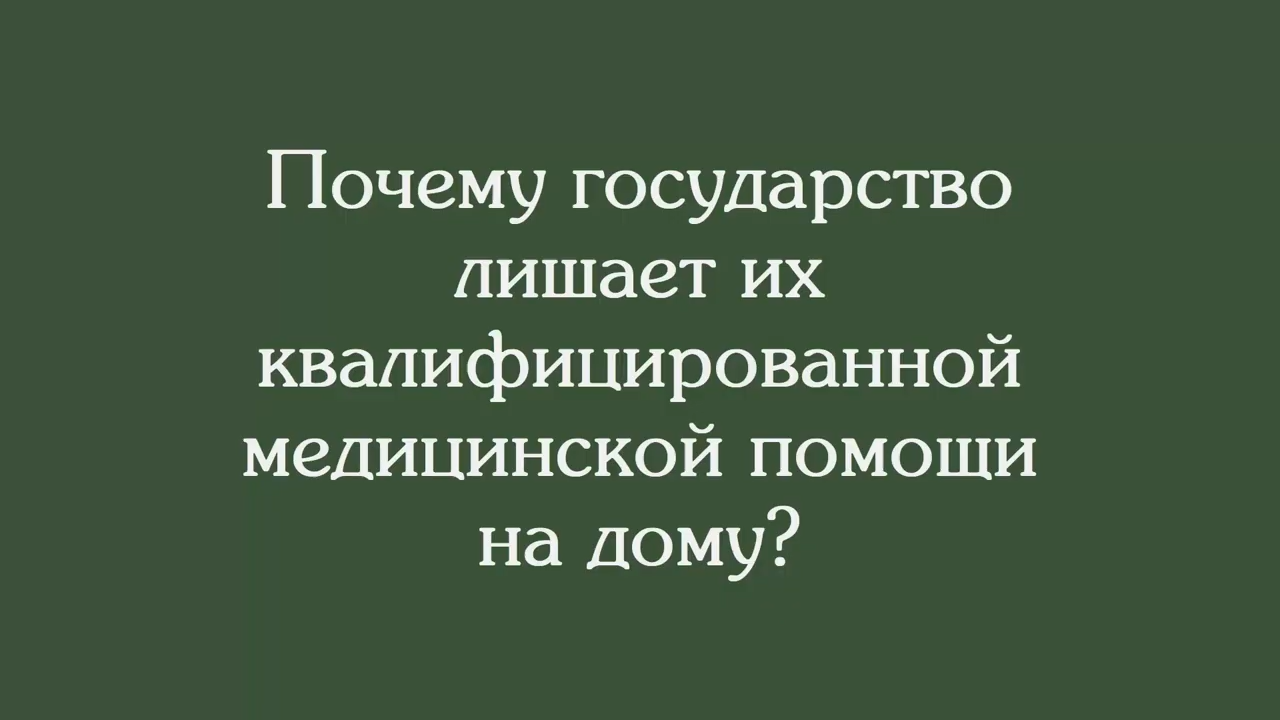 Почему государство
лишает их
квалифицированной
медицинской помощи
на дому?